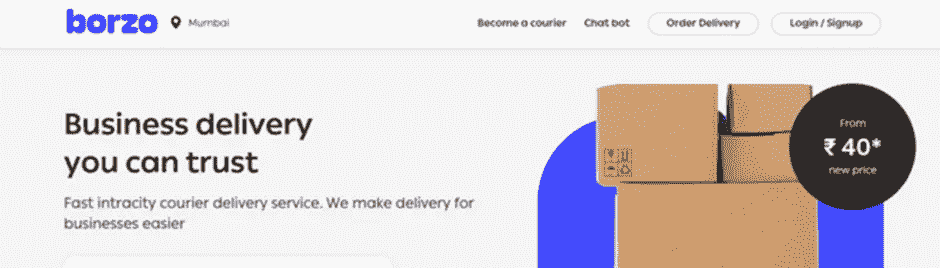 borzo
Mumbai
Become a courier
Chat bot
Order Delivery
Login / Signup
Business delivery
you can trust
Fast intracity courier delivery service. We make delivery for
businesses easier
From
₹ 40*
new price